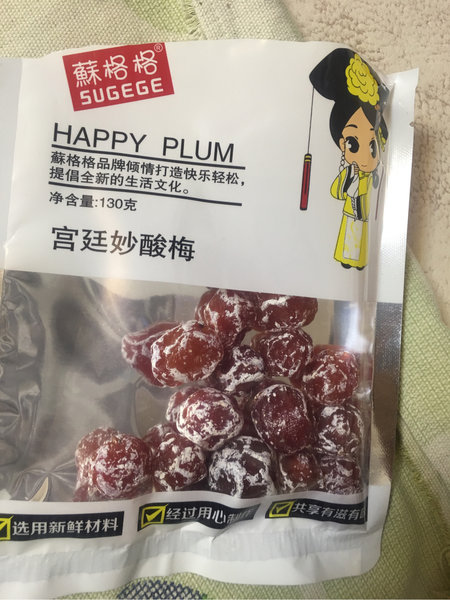 蘇格格®
SUGEGE
HAPPY PLUM
蘇格格品牌倾情打造快乐轻松,
提倡全新的生活文化。
净含量:130克
宫廷妙酸梅
选用新鲜材料
经过用心
共享有滋有